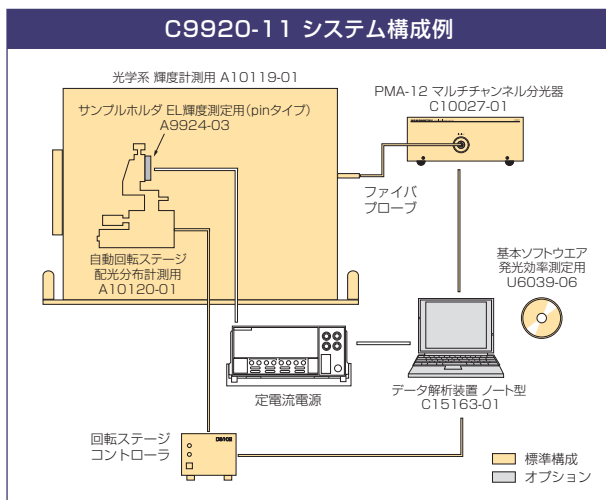 C9920-11 システム構成例
光学系 輝度計測用 A10119-01
サンプルホルダ EL輝度測定用(pinタイプ)
A9924-03
PMA-12 マルチチャンネル分光器
C10027-01
ファイバ
プローブ
自動回転ステージ
配光分布計測用
A10120-01
基本ソフトウエア
発光効率測定用
U6039-06
定電流電源
データ解析装置 ノート型
C15163-01
回転ステージ
コントローラ
標準構成
オプション